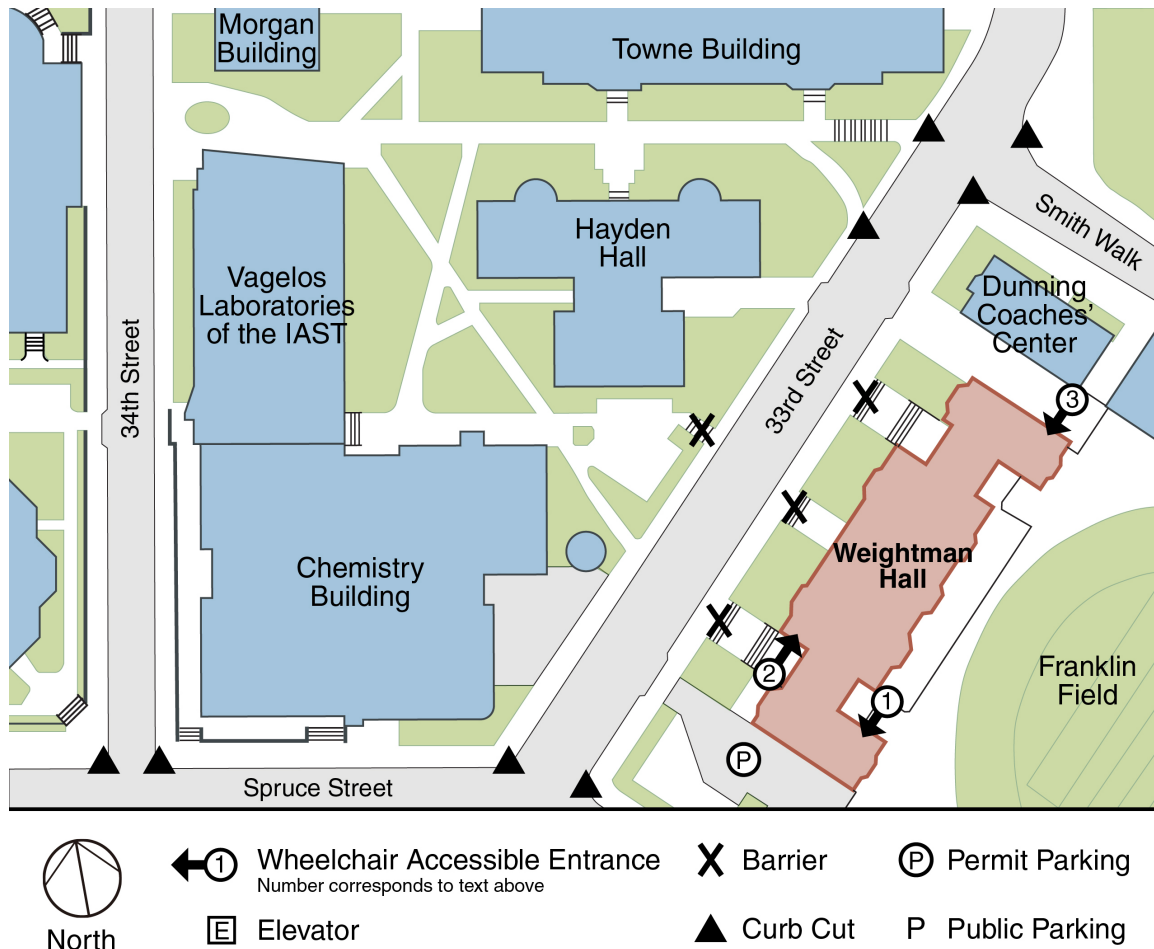 Morgan
Building
Towne Building
Hayden
Hall
Smith Walk
Vagelos
Laboratories
of the IAST
Dunning
Coaches’
Center
34th Street
33rd Street
3
Weightman
Hall
Chemistry
Building
2
1
Franklin
Field
P
Spruce Street
1 Wheelchair Accessible Entrance
Number corresponds to text above
Barrier
P Permit Parking
North
E Elevator
Curb Cut
P Public Parking